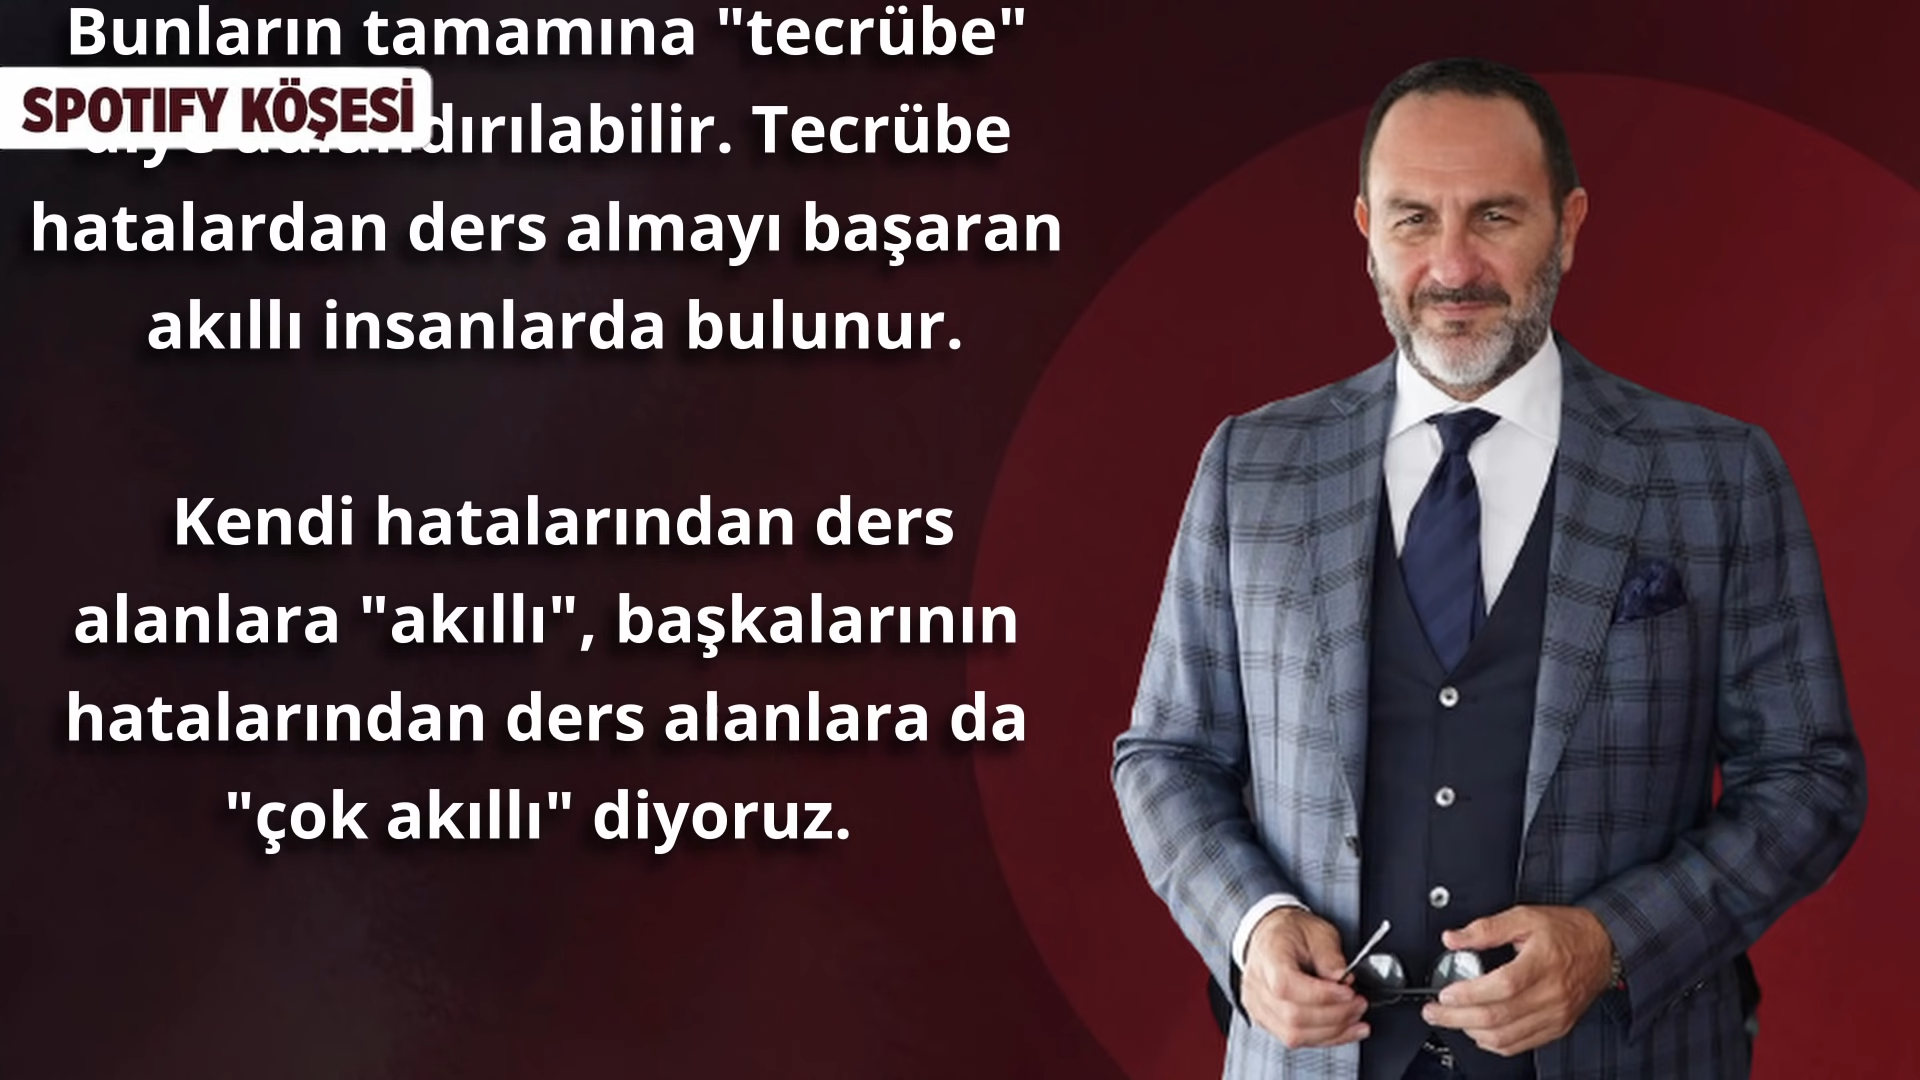 Bunların tamamına "tecrübe"
SPOTIFY KÖŞESİ
dırılabilir. Tecrübe
hatalardan ders almayı başaran
akıllı insanlarda bulunur.
Kendi hatalarından ders
alanlara "akıllı", başkalarının
hatalarından ders alanlara da
"çok akıllı" diyoruz.